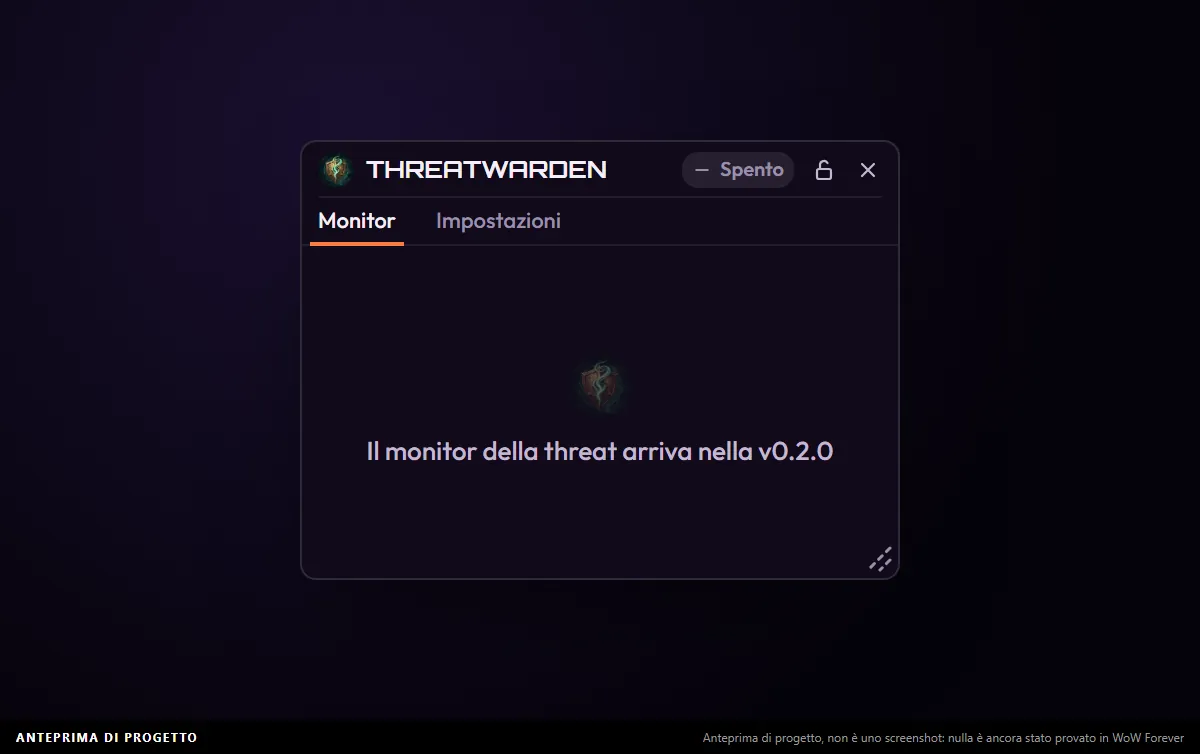 THREATWARDEN
— Spento
Monitor
Impostazioni
Il monitor della threat arriva nella v0.2.0
ANTEPRIMA DI PROGETTO
Anteprima di progetto, non è uno screenshot: nulla è ancora stato provato in WoW Forever